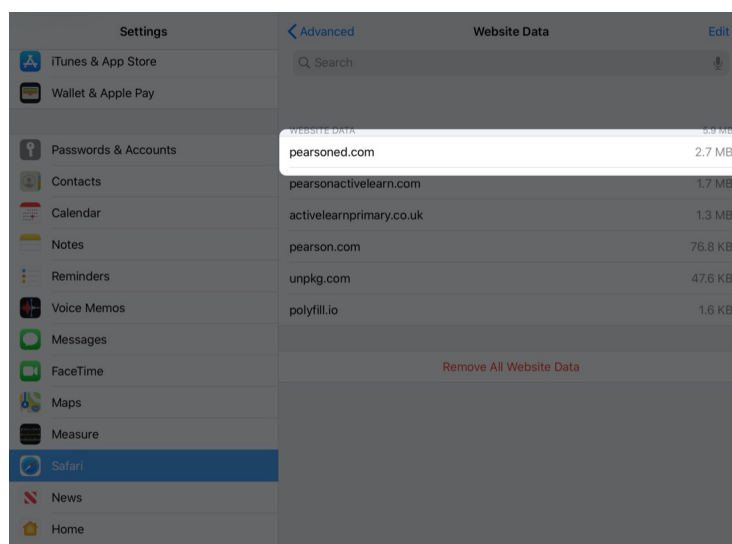 Settings
iTunes & App Store
Wallet & Apple Pay
Passwords & Accounts
Contacts
Calendar
Notes
Reminders
Voice Memos
Messages
FaceTime
Maps
Measure
Safari
News
Home
Advanced Website Data Edit
Search
WEBSITE DATA 5.9 MB
pearsoned.com 2.7 MB
pearsonactivelearn.com 1.7 MB
activelearnprimary.co.uk 1.3 MB
pearson.com 76.8 KB
unpkg.com 47.6 KB
polyfill.io 1.6 KB
Remove All Website Data